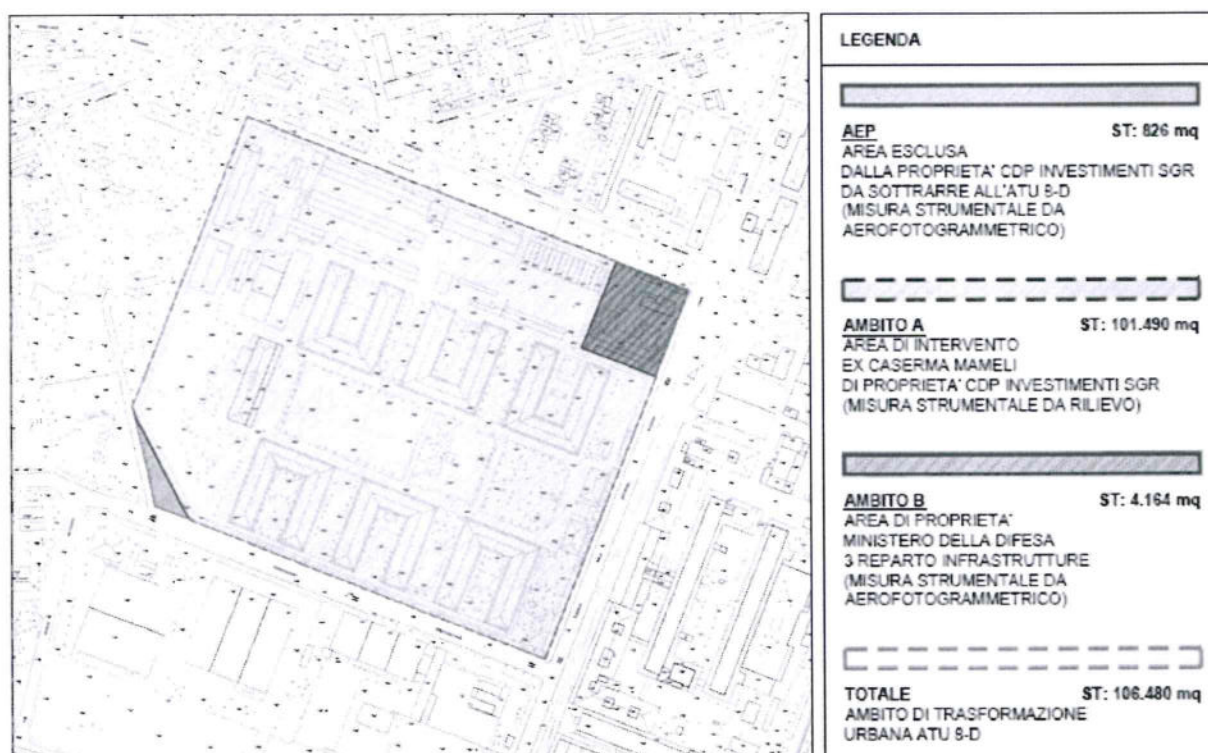 LEGENDA
AEP ST: 826 mq
AREA ESCLUSA
DALLA PROPRIETA' CDP INVESTIMENTI SGR
DA SOTTRARRE ALL'ATU 8-D
(MISURA STRUMENTALE DA
AEROFOTOGRAMMETRICO)
AMBITO A ST: 101.490 mq
AREA DI INTERVENTO
EX CASERMA MAMELI
DI PROPRIETA' CDP INVESTIMENTI SGR
(MISURA STRUMENTALE DA RILIEVO)
AMBITO B ST: 4.164 mq
AREA DI PROPRIETA'
MINISTERO DELLA DIFESA
3 REPARTO INFRASTRUTTURE
(MISURA STRUMENTALE DA
AEROFOTOGRAMMETRICO)
TOTALE ST: 106.480 mq
AMBITO DI TRASFORMAZIONE
URBANA ATU 8-D